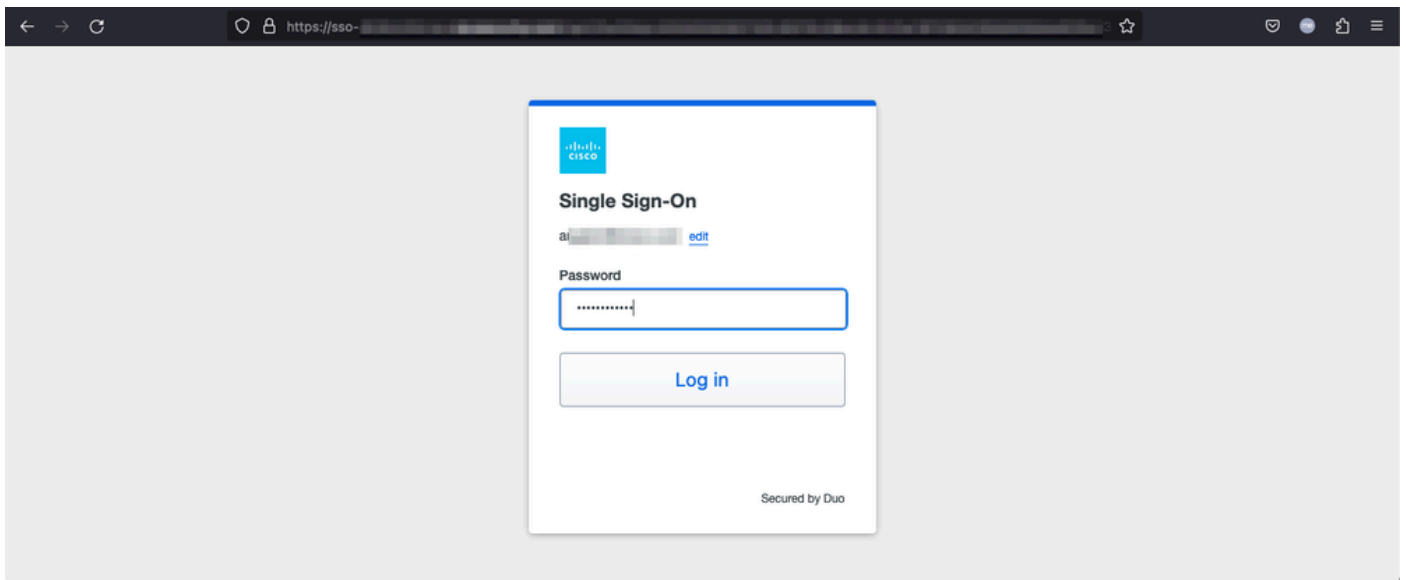 https://sso-
cisco
Single Sign-On
edit
Password
Log in
Secured by Duo